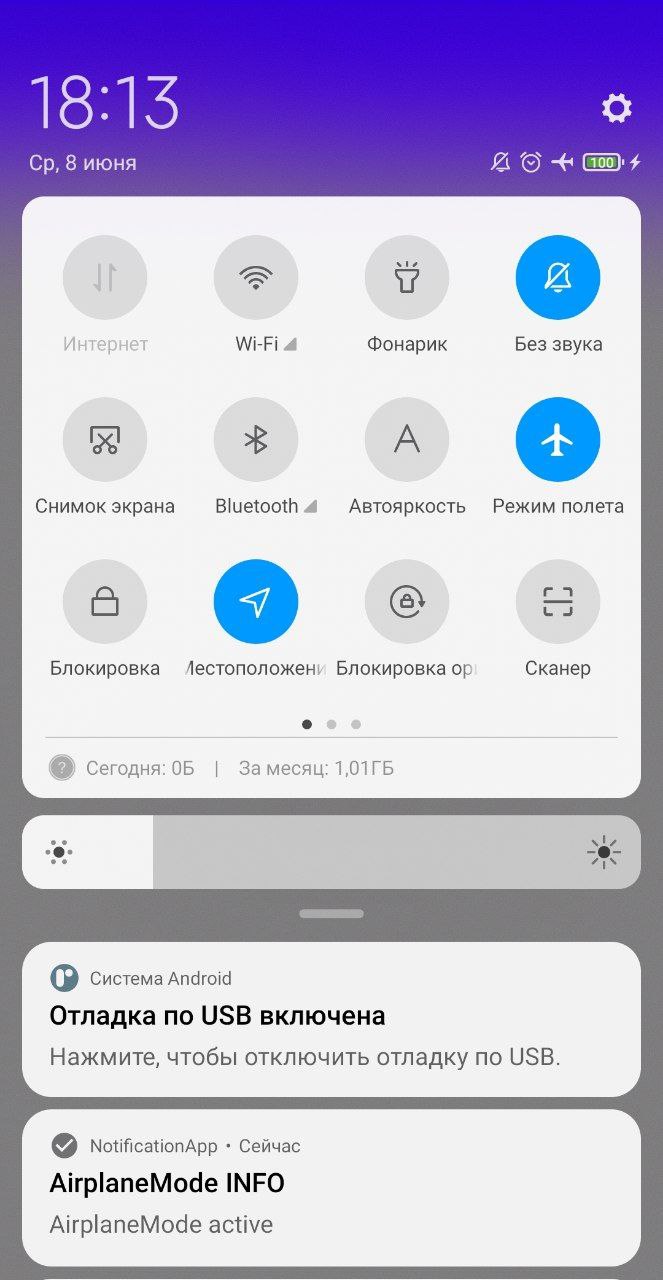 18:13
Ср, 8 июня
100
Интернет
Wi-Fi
Фонарик
Без звука
Снимок экрана
Bluetooth
Автояркость
Режим полета
Блокировка
Местоположени
Блокировка ор
Сканер
Сегодня: 0Б | За месяц: 1,01ГБ
Система Android
Отладка по USB включена
Нажмите, чтобы отключить отладку по USB.
NotificationApp • Сейчас
AirplaneMode INFO
AirplaneMode active